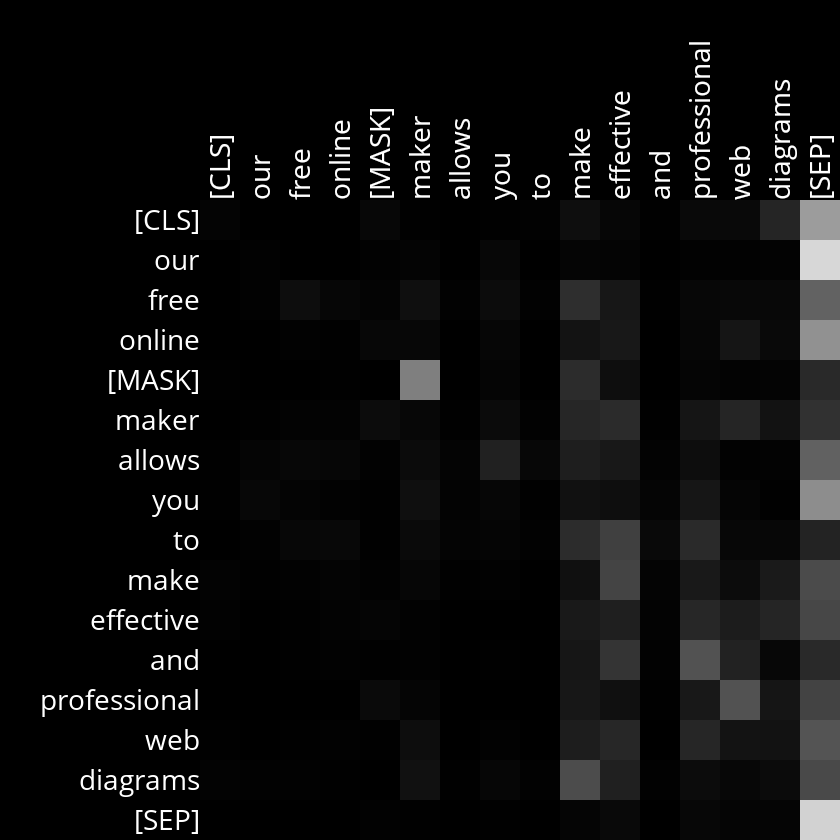 [CLS] our free online [MASK] maker allows you to make effective and professional web diagrams [SEP]
[CLS]
our
free
online
[MASK]
maker
allows
you
to
make
effective
and
professional
web
diagrams
[SEP]